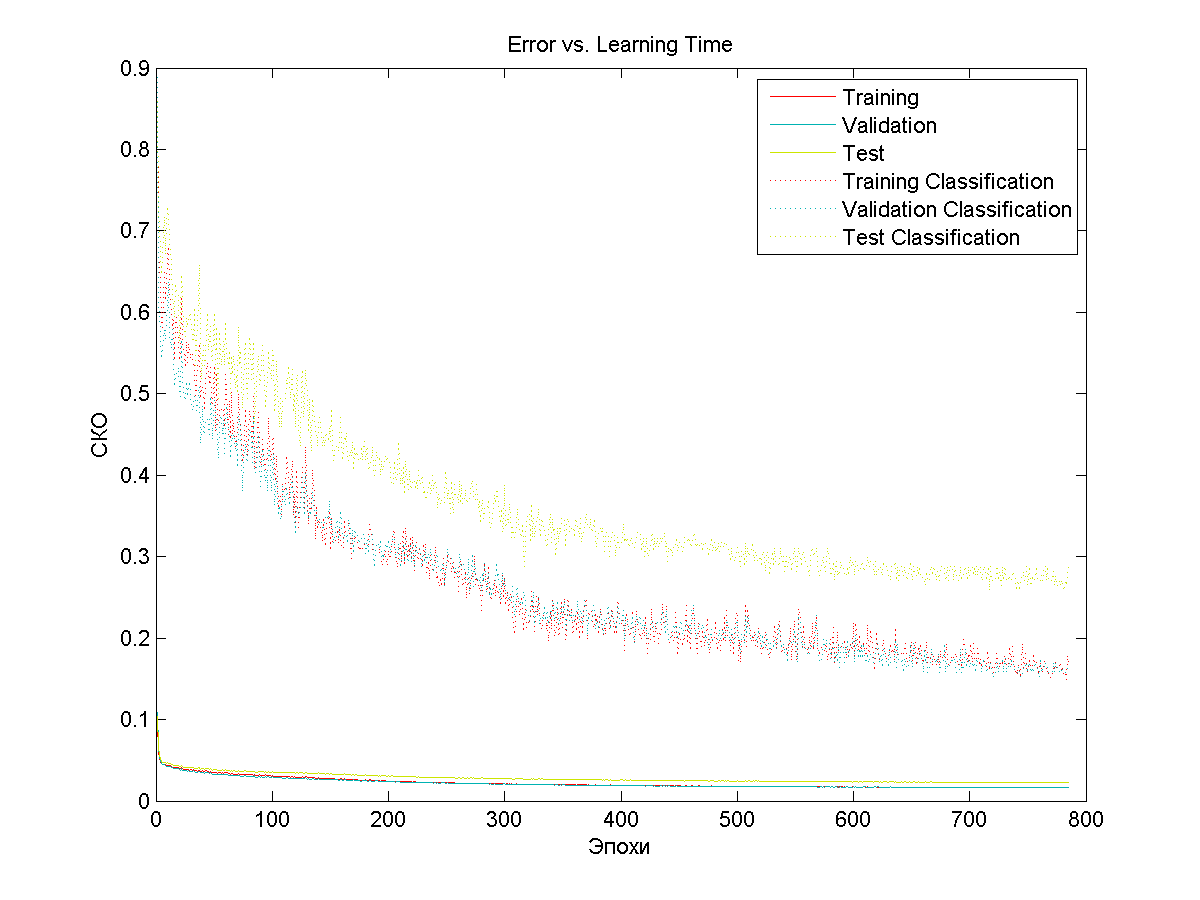 Error vs. Learning Time
0.9
0.8
0.7
0.6
0.5
0.4
0.3
0.2
0.1
0
СКО
Training
Validation
Test
Training Classification
Validation Classification
Test Classification
0 100 200 300 400 500 600 700 800
Эпохи